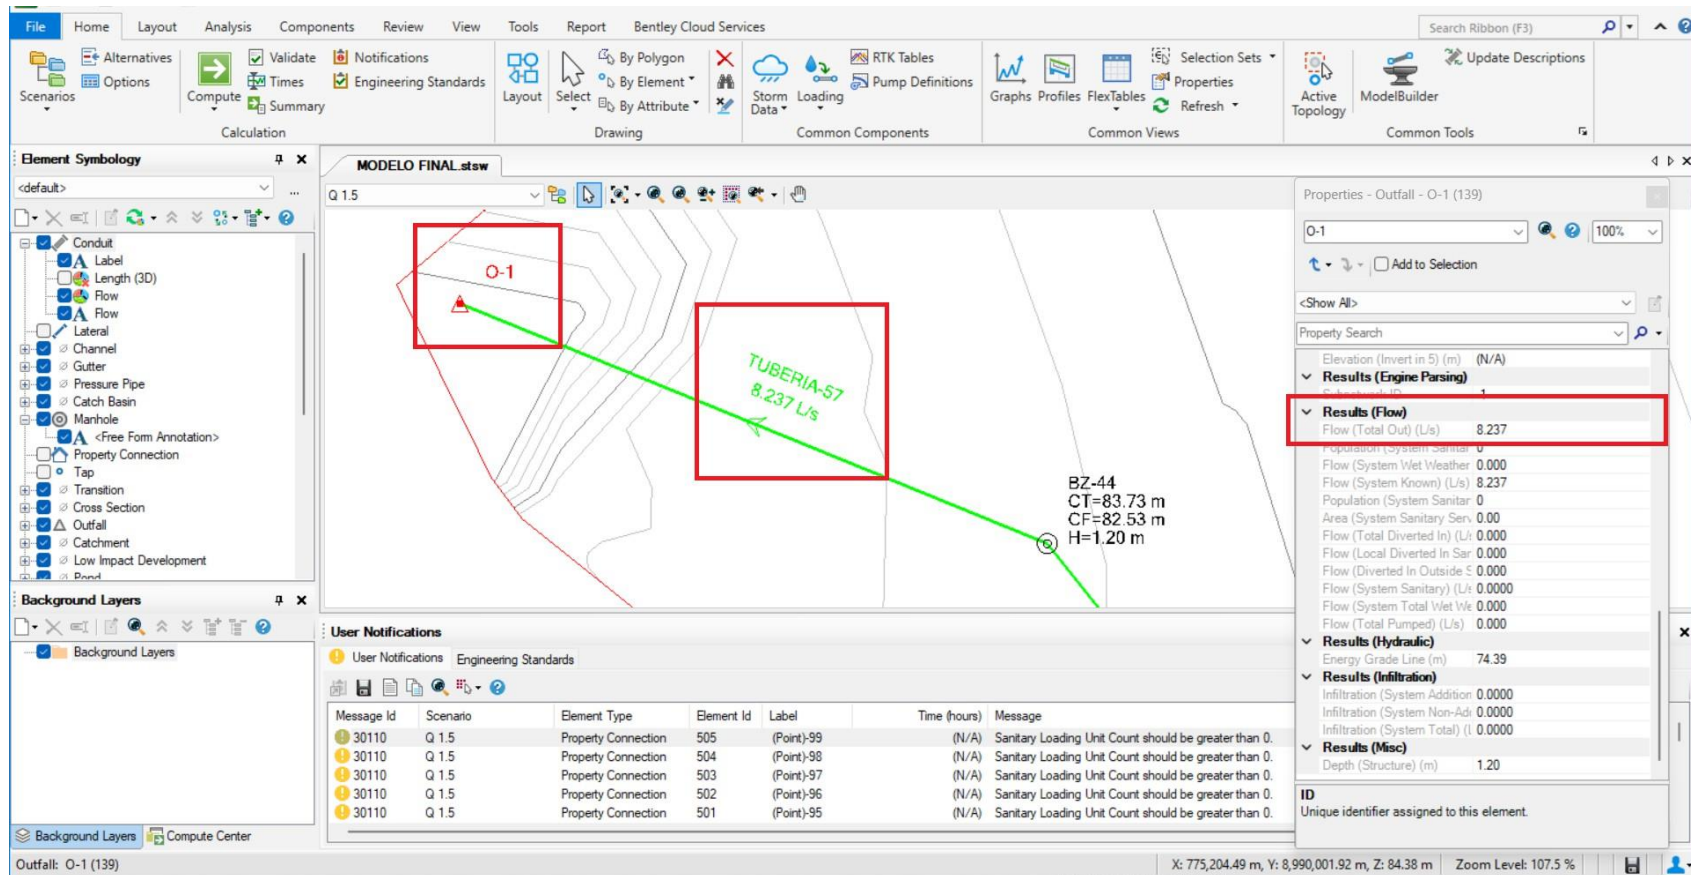 File Home Layout Analysis Components Review View Tools Report Bentley Cloud Services Search Ribbon (F3)
Scenarios
Alternatives
Options
Compute
Validate
Times
Summary
Notifications
Engineering Standards
Calculation
Layout
Select
By Polygon
By Element
By Attribute
Drawing
Storm Data
Loading
RTK Tables
Pump Definitions
Common Components
Graphs
Profiles
FlexTables
Selection Sets
Properties
Refresh
Common Views
Active Topology
ModelBuilder
Update Descriptions
Common Tools
Element Symbology
<default>
...
Conduit
Label
Length (3D)
Flow
Flow
Lateral
Channel
Gutter
Pressure Pipe
Catch Basin
Manhole
<Free Form Annotation>
Property Connection
Tap
Transition
Cross Section
Outfall
Catchment
Low Impact Development
Pond
Background Layers
Background Layers
Background Layers Compute Center
MODELO FINAL.stsw
Q 1.5
O-1
TUBERIA-57
8.237 L/s
BZ-44
CT=83.73 m
CF=82.53 m
H=1.20 m
User Notifications
User Notifications Engineering Standards
Message Id Scenario Element Type Element Id Label Time (hours) Message
30110 Q 1.5 Property Connection 505 (Point)-99 (N/A) Sanitary Loading Unit Count should be greater than 0.
30110 Q 1.5 Property Connection 504 (Point)-98 (N/A) Sanitary Loading Unit Count should be greater than 0.
30110 Q 1.5 Property Connection 503 (Point)-97 (N/A) Sanitary Loading Unit Count should be greater than 0.
30110 Q 1.5 Property Connection 502 (Point)-96 (N/A) Sanitary Loading Unit Count should be greater than 0.
30110 Q 1.5 Property Connection 501 (Point)-95 (N/A) Sanitary Loading Unit Count should be greater than 0.
Properties - Outfall - O-1 (139)
O-1 100%
Add to Selection
<Show All>
Property Search
Elevation (Invert in 5) (m) (N/A)
Results (Engine Parsing)
Results (Flow)
Flow (Total Out) (L/s) 8.237
Population (System Sanitar 0
Flow (System Wet Weather 0.000
Flow (System Known) (L/s) 8.237
Population (System Sanitar 0
Area (System Sanitary Serv 0.00
Flow (Total Diverted In) (L/s 0.000
Flow (Local Diverted In Sar 0.000
Flow (Diverted In Outside S 0.000
Flow (System Sanitary) (L/s 0.0000
Flow (System Total Wet We 0.000
Flow (Total Pumped) (L/s) 0.000
Results (Hydraulic)
Energy Grade Line (m) 74.39
Results (Infiltration)
Infiltration (System Addition 0.0000
Infiltration (System Non-Ad 0.0000
Infiltration (System Total) (L 0.0000
Results (Misc)
Depth (Structure) (m) 1.20
ID
Unique identifier assigned to this element.
Outfall: O-1 (139) X: 775,204.49 m, Y: 8,990,001.92 m, Z: 84.38 m Zoom Level: 107.5 %